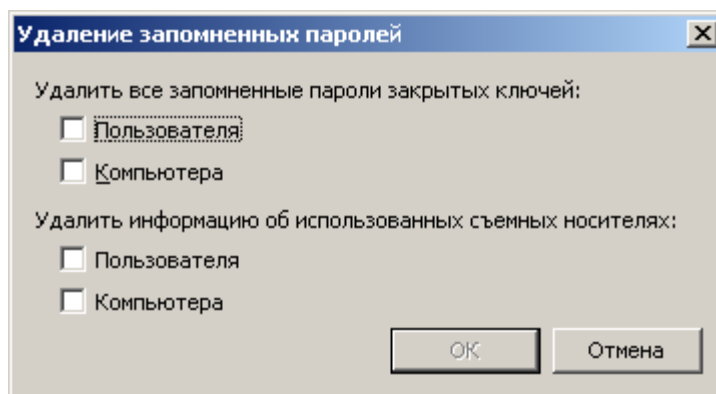 Удаление запомненных паролей
Удалить все запомненные пароли закрытых ключей:
Пользователя
Компьютера
Удалить информацию об использованных съемных носителях:
Пользователя
Компьютера
OK Отмена